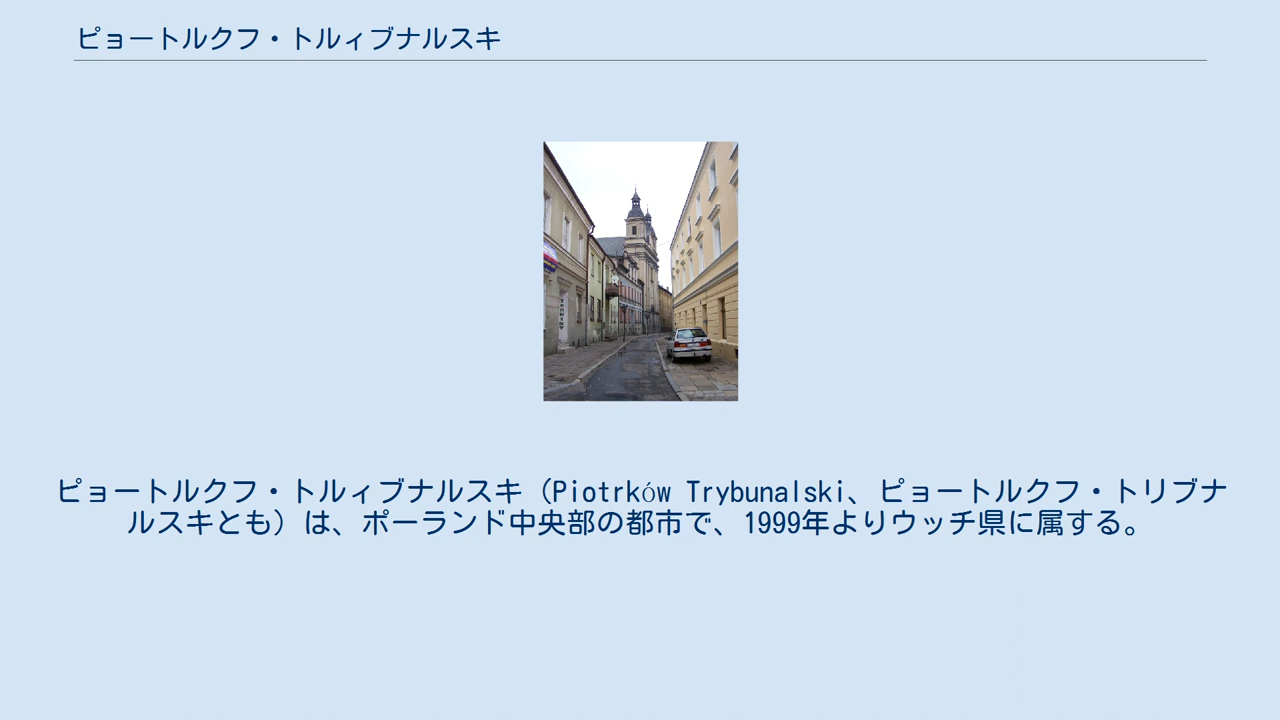 ピョートルクフ・トルィブナルスキ
ピョートルクフ・トルィブナルスキ（Piotrków Trybunalski、ピョートルクフ・トリブナ
ルスキとも）は、ポーランド中央部の都市で、1999年よりウッチ県に属する。